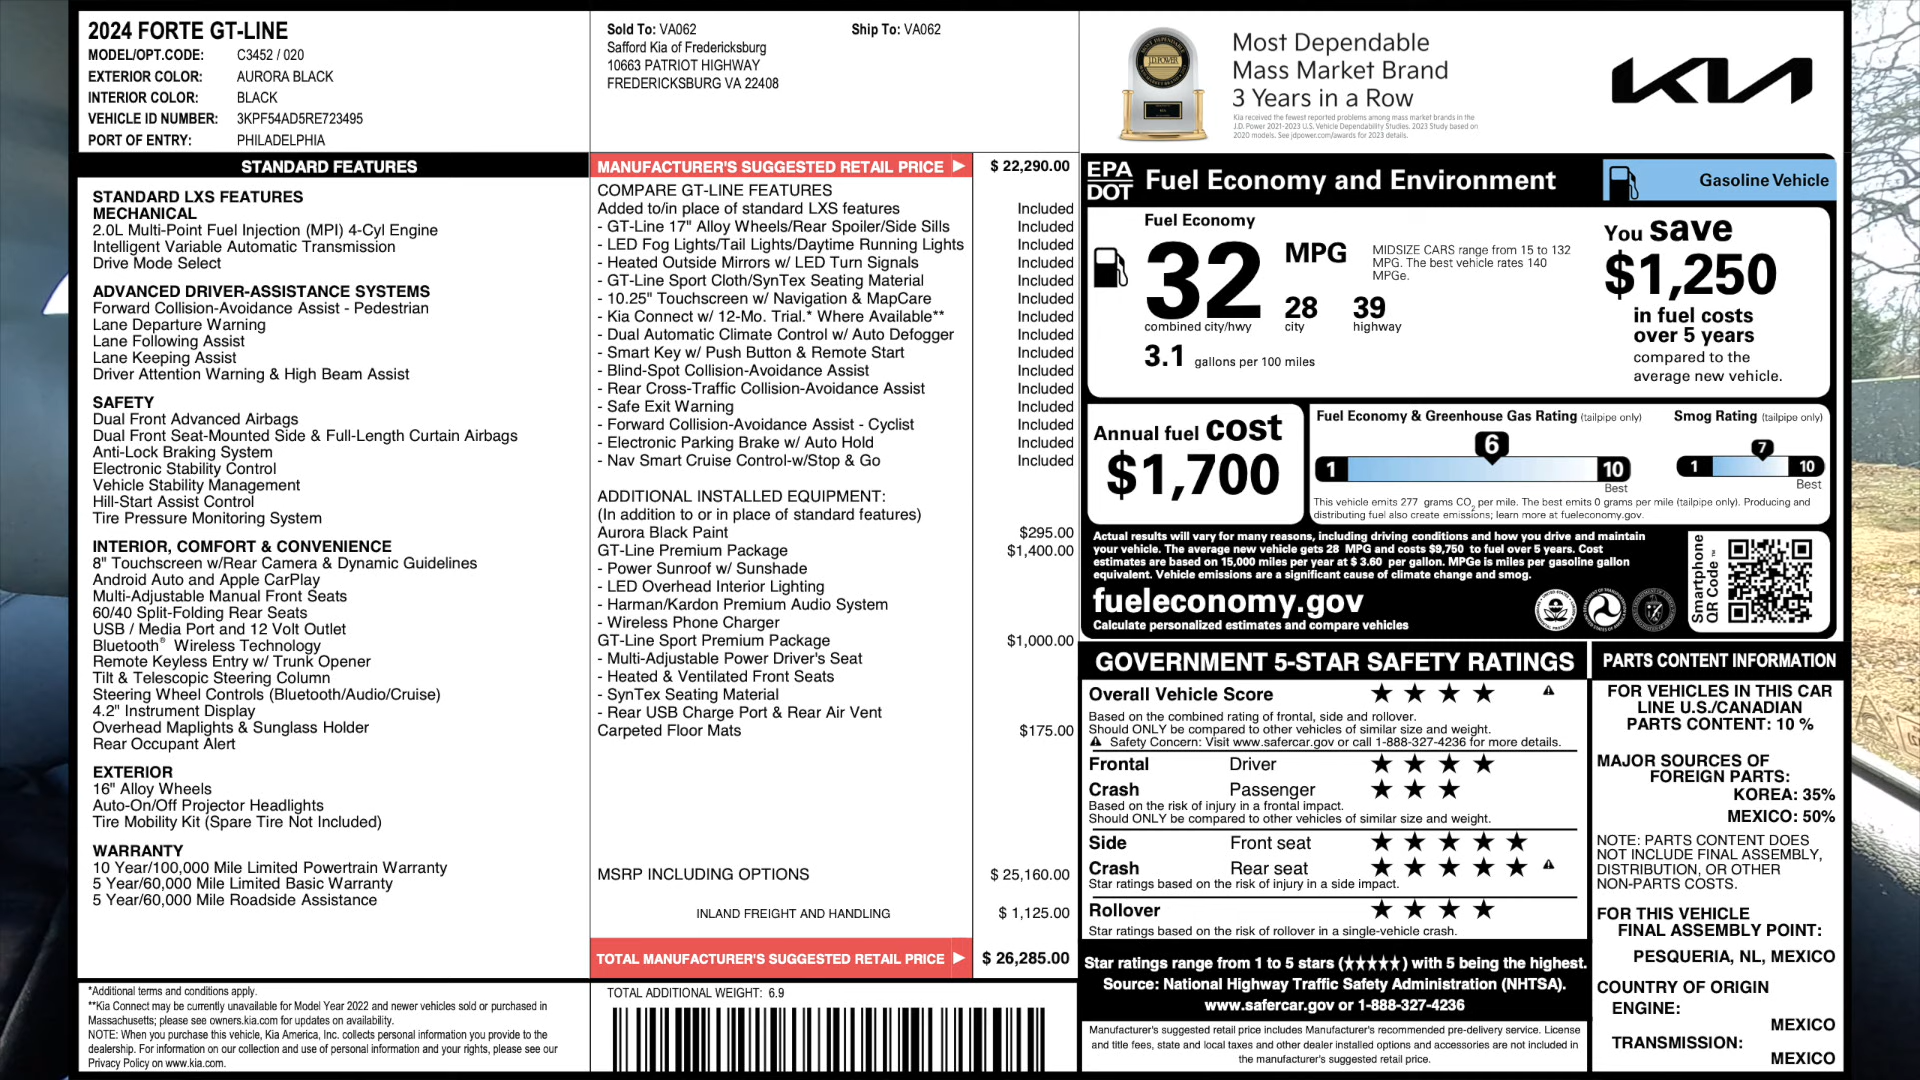 2024 FORTE GT-LINE
MODEL/OPT.CODE: C3452 / 020
EXTERIOR COLOR: AURORA BLACK
INTERIOR COLOR: BLACK
VEHICLE ID NUMBER: 3KPF54AD5RE723495
PORT OF ENTRY: PHILADELPHIA
Sold To: VA062
Safford Kia of Fredericksburg
10663 PATRIOT HIGHWAY
FREDERICKSBURG VA 22408
Ship To: VA062
J.D.POWER
Most Dependable
Mass Market Brand
3 Years in a Row
Kia received the fewest reported problems among mass market brands in the
J.D. Power 2021-2023 U.S. Vehicle Dependability Studies. 2023 Study based on
2020 models. See jdpower.com/awards for 2023 details.
KIA
STANDARD FEATURES
STANDARD LXS FEATURES
MECHANICAL
2.0L Multi-Point Fuel Injection (MPI) 4-Cyl Engine
Intelligent Variable Automatic Transmission
Drive Mode Select
ADVANCED DRIVER-ASSISTANCE SYSTEMS
Forward Collision-Avoidance Assist - Pedestrian
Lane Departure Warning
Lane Following Assist
Lane Keeping Assist
Driver Attention Warning & High Beam Assist
SAFETY
Dual Front Advanced Airbags
Dual Front Seat-Mounted Side & Full-Length Curtain Airbags
Anti-Lock Braking System
Electronic Stability Control
Vehicle Stability Management
Hill-Start Assist Control
Tire Pressure Monitoring System
INTERIOR, COMFORT & CONVENIENCE
8" Touchscreen w/Rear Camera & Dynamic Guidelines
Android Auto and Apple CarPlay
Multi-Adjustable Manual Front Seats
60/40 Split-Folding Rear Seats
USB / Media Port and 12 Volt Outlet
Bluetooth® Wireless Technology
Remote Keyless Entry w/ Trunk Opener
Tilt & Telescopic Steering Column
Steering Wheel Controls (Bluetooth/Audio/Cruise)
4.2" Instrument Display
Overhead Maplights & Sunglass Holder
Rear Occupant Alert
EXTERIOR
16" Alloy Wheels
Auto-On/Off Projector Headlights
Tire Mobility Kit (Spare Tire Not Included)
WARRANTY
10 Year/100,000 Mile Limited Powertrain Warranty
5 Year/60,000 Mile Limited Basic Warranty
5 Year/60,000 Mile Roadside Assistance
*Additional terms and conditions apply.
**Kia Connect may be currently unavailable for Model Year 2022 and newer vehicles sold or purchased in
Massachusetts; please see owners.kia.com for updates on availability.
NOTE: When you purchase this vehicle, Kia America, Inc. collects personal information you provide to the
dealership. For information on our collection and use of personal information and your rights, please see our
Privacy Policy on www.kia.com.
MANUFACTURER'S SUGGESTED RETAIL PRICE ▶ $ 22,290.00
COMPARE GT-LINE FEATURES
Added to/in place of standard LXS features Included
- GT-Line 17" Alloy Wheels/Rear Spoiler/Side Sills Included
- LED Fog Lights/Tail Lights/Daytime Running Lights Included
- Heated Outside Mirrors w/ LED Turn Signals Included
- GT-Line Sport Cloth/SynTex Seating Material Included
- 10.25" Touchscreen w/ Navigation & MapCare Included
- Kia Connect w/ 12-Mo. Trial.* Where Available** Included
- Dual Automatic Climate Control w/ Auto Defogger Included
- Smart Key w/ Push Button & Remote Start Included
- Blind-Spot Collision-Avoidance Assist Included
- Rear Cross-Traffic Collision-Avoidance Assist Included
- Safe Exit Warning Included
- Forward Collision-Avoidance Assist - Cyclist Included
- Electronic Parking Brake w/ Auto Hold Included
- Nav Smart Cruise Control-w/Stop & Go Included
ADDITIONAL INSTALLED EQUIPMENT:
(In addition to or in place of standard features)
Aurora Black Paint $295.00
GT-Line Premium Package $1,400.00
- Power Sunroof w/ Sunshade
- LED Overhead Interior Lighting
- Harman/Kardon Premium Audio System
- Wireless Phone Charger
GT-Line Sport Premium Package $1,000.00
- Multi-Adjustable Power Driver's Seat
- Heated & Ventilated Front Seats
- SynTex Seating Material
- Rear USB Charge Port & Rear Air Vent
Carpeted Floor Mats $175.00
MSRP INCLUDING OPTIONS $ 25,160.00
INLAND FREIGHT AND HANDLING $ 1,125.00
TOTAL MANUFACTURER'S SUGGESTED RETAIL PRICE ▶ $ 26,285.00
TOTAL ADDITIONAL WEIGHT: 6.9
EPA
DOT
Fuel Economy and Environment
Gasoline Vehicle
Fuel Economy
32 MPG
combined city/hwy
28
city
39
highway
3.1 gallons per 100 miles
MIDSIZE CARS range from 15 to 132
MPG. The best vehicle rates 140
MPGe.
You save
$1,250
in fuel costs
over 5 years
compared to the
average new vehicle.
Annual fuel cost
$1,700
Fuel Economy & Greenhouse Gas Rating (tailpipe only)
6
1 10
Best
Smog Rating (tailpipe only)
7
1 10
Best
This vehicle emits 277 grams CO2 per mile. The best emits 0 grams per mile (tailpipe only). Producing and
distributing fuel also create emissions; learn more at fueleconomy.gov.
Actual results will vary for many reasons, including driving conditions and how you drive and maintain
your vehicle. The average new vehicle gets 28 MPG and costs $9,750 to fuel over 5 years. Cost
estimates are based on 15,000 miles per year at $ 3.60 per gallon. MPGe is miles per gasoline gallon
equivalent. Vehicle emissions are a significant cause of climate change and smog.
fueleconomy.gov
Calculate personalized estimates and compare vehicles
Smartphone
QR Code ™
GOVERNMENT 5-STAR SAFETY RATINGS
Overall Vehicle Score ★ ★ ★ ★ ⚠
Based on the combined rating of frontal, side and rollover.
Should ONLY be compared to other vehicles of similar size and weight.
⚠ Safety Concern: Visit www.safercar.gov or call 1-888-327-4236 for more details.
Frontal Driver ★ ★ ★ ★
Crash Passenger ★ ★ ★
Based on the risk of injury in a frontal impact.
Should ONLY be compared to other vehicles of similar size and weight.
Side Front seat ★ ★ ★ ★ ★
Crash Rear seat ★ ★ ★ ★ ★ ⚠
Star ratings based on the risk of injury in a side impact.
Rollover ★ ★ ★ ★
Star ratings based on the risk of rollover in a single-vehicle crash.
Star ratings range from 1 to 5 stars (★★★★★) with 5 being the highest.
Source: National Highway Traffic Safety Administration (NHTSA).
www.safercar.gov or 1-888-327-4236
Manufacturer's suggested retail price includes Manufacturer's recommended pre-delivery service. License
and title fees, state and local taxes and other dealer installed options and accessories are not included in
the manufacturer's suggested retail price.
PARTS CONTENT INFORMATION
FOR VEHICLES IN THIS CAR
LINE U.S./CANADIAN
PARTS CONTENT: 10 %
MAJOR SOURCES OF
FOREIGN PARTS:
KOREA: 35%
MEXICO: 50%
NOTE: PARTS CONTENT DOES
NOT INCLUDE FINAL ASSEMBLY,
DISTRIBUTION, OR OTHER
NON-PARTS COSTS.
FOR THIS VEHICLE
FINAL ASSEMBLY POINT:
PESQUERIA, NL, MEXICO
COUNTRY OF ORIGIN
ENGINE:
MEXICO
TRANSMISSION:
MEXICO